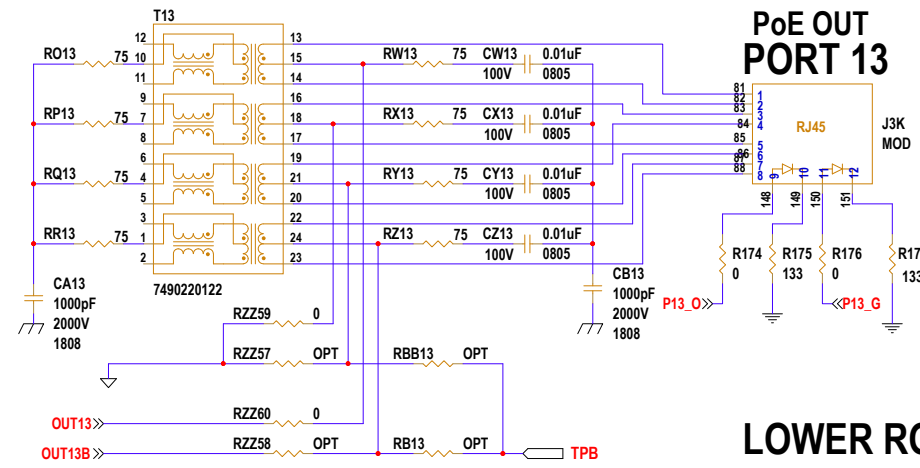 T13
PoE OUT
PORT 13
12 13
RO13 75 10 15 RW13 75 CW13 0.01uF
11 14 100V 0805
9 16
RP13 75 7 18 RX13 75 CX13 0.01uF
8 17 100V 0805
6 19
RQ13 75 4 21 RY13 75 CY13 0.01uF
5 20 100V 0805
3 22
RR13 75 1 24 RZ13 75 CZ13 0.01uF
2 23 100V 0805
81 1
82 2
83 3
84 4
85 5
86 6
87 7
88 8
RJ45
J3K
MOD
9 10 11 12
148 149 150 151
R174
0
R175
133
R176
0
R17
133
P13_O
P13_G
CA13
1000pF
2000V
1808
7490220122
CB13
1000pF
2000V
1808
RZZ59 0
RZZ57 OPT RBB13 OPT
OUT13 RZZ60 0
OUT13B RZZ58 OPT RB13 OPT TPB
LOWER RO